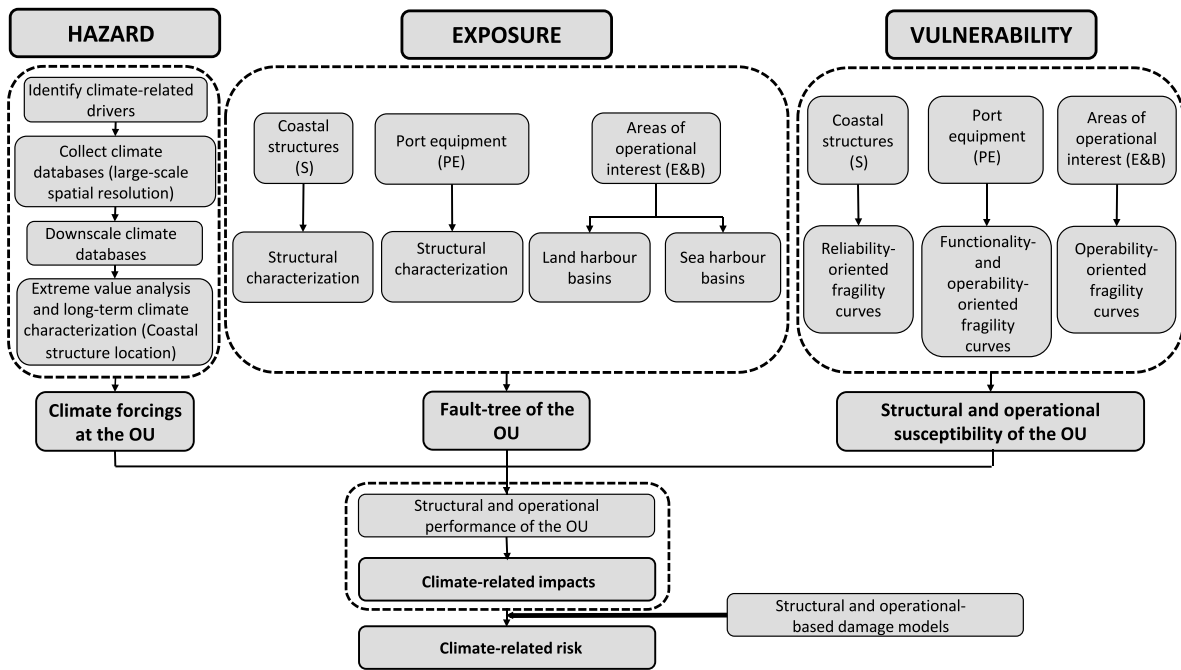 HAZARD
Identify climate-related
drivers
Collect climate
databases (large-scale
spatial resolution)
Downscale climate
databases
Extreme value analysis
and long-term climate
characterization (Coastal
structure location)
Climate forcings
at the OU
EXPOSURE
Coastal
structures
(S)
Port equipment
(PE)
Areas of
operational
interest (E&B)
Structural
characterization
Structural
characterization
Land harbour
basins
Sea harbour
basins
Fault-tree of the
OU
VULNERABILITY
Coastal
structures
(S)
Port
equipment
(PE)
Areas of
operational
interest (E&B)
Reliability-
oriented
fragility
curves
Functionality-
and
operability-
oriented
fragility
curves
Operability-
oriented
fragility
curves
Structural and operational
susceptibility of the OU
Structural and operational
performance of the OU
Climate-related impacts
Structural and operational-
based damage models
Climate-related risk